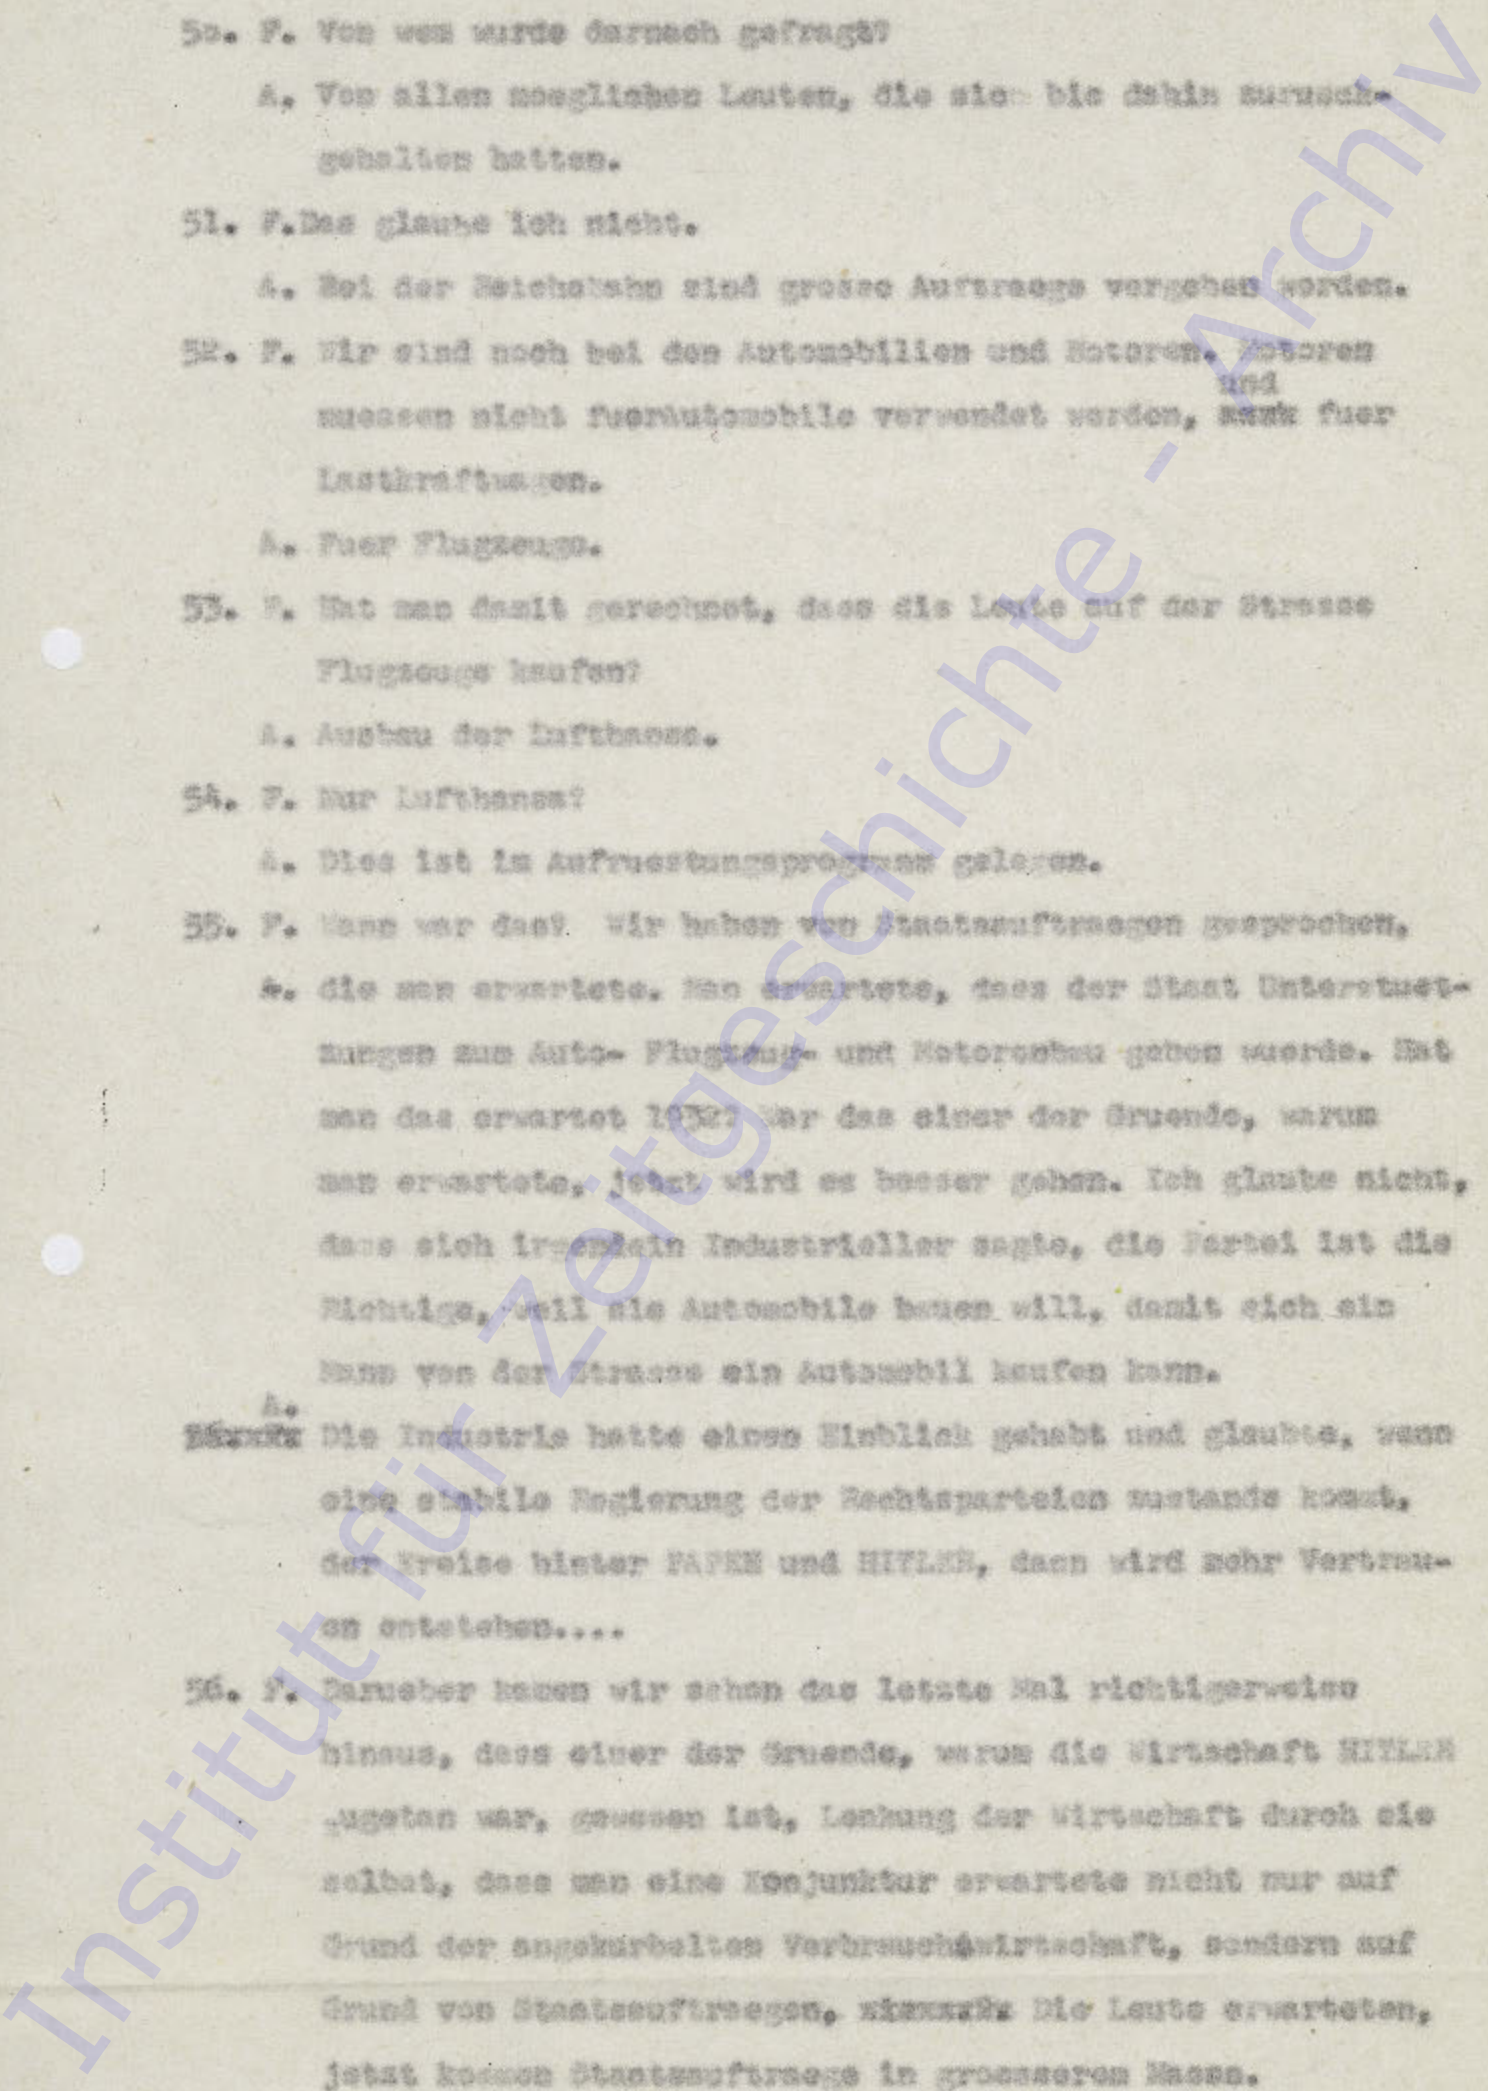 50. F. Von wem wurde darnach gefragt?
A. Von allen moeglichen Leuten, die sich bis dahin zurueck-
gehalten hatten.
51. F.Das glaube ich nicht.
A. Bei der Reichsbahn sind grosse Auftraege vergeben worden.
52. F. Wir sind noch bei den Automobilien und Motoren. Motoren
und
muessen nicht fuerAutomobile verwendet werden, fuer
Lastkraftwagen.
A. Fuer Flugzeuge.
53. F. Hat man damit gerechnet, dass die Leute auf der Strasse
Flugzeuge kaufen?
A. Ausbau der Lufthansa.
54. F. Nur Lufthansa?
A. Dies ist im Aufruestungsprogramm gelegen.
55. F. Wann war das? Wir haben von Staatsauftraegen gesprochen,
A. die man erwartete. Man erwartete, dass der Staat Unterstuet-
zungen zum Auto- Flugzeug- und Motorenbau geben wuerde. Hat
man das erwartet 1932? War das einer der Gruende, warum
man erwartete, jetzt wird es besser gehen. Ich glaube nicht,
dass sich irgendein Industrieller sagte, die Partei ist die
Richtige, weil sie Automobile bauen will, damit sich ein
Mann von der Strasse ein Automobil kaufen kann.
A.
Die Industrie hatte einen Einblick gehabt und glaubte, wenn
eine stabile Regierung der Rechtsparteien zustande kommt,
der Kreise hinter PAPEN und HITLER, dann wird mehr Vertrau-
en entstehen....
56. F. Darueber kamen wir schon das letzte Mal richtigerweise
hinaus, dass einer der Gruende, warum die Wirtschaft HITLER
zugetan war, gewesen ist, Lenkung der Wirtschaft durch sie
selbst, dass man eine Konjunktur erwartete nicht nur auf
Grund der angekurbelten Verbrauchswirtschaft, sondern auf
Grund von Staatsauftraegen, Die Leute erwarteten,
jetzt kommen Staatsauftraege in groesserem Masse.
Institut für Zeitgeschichte - Archiv